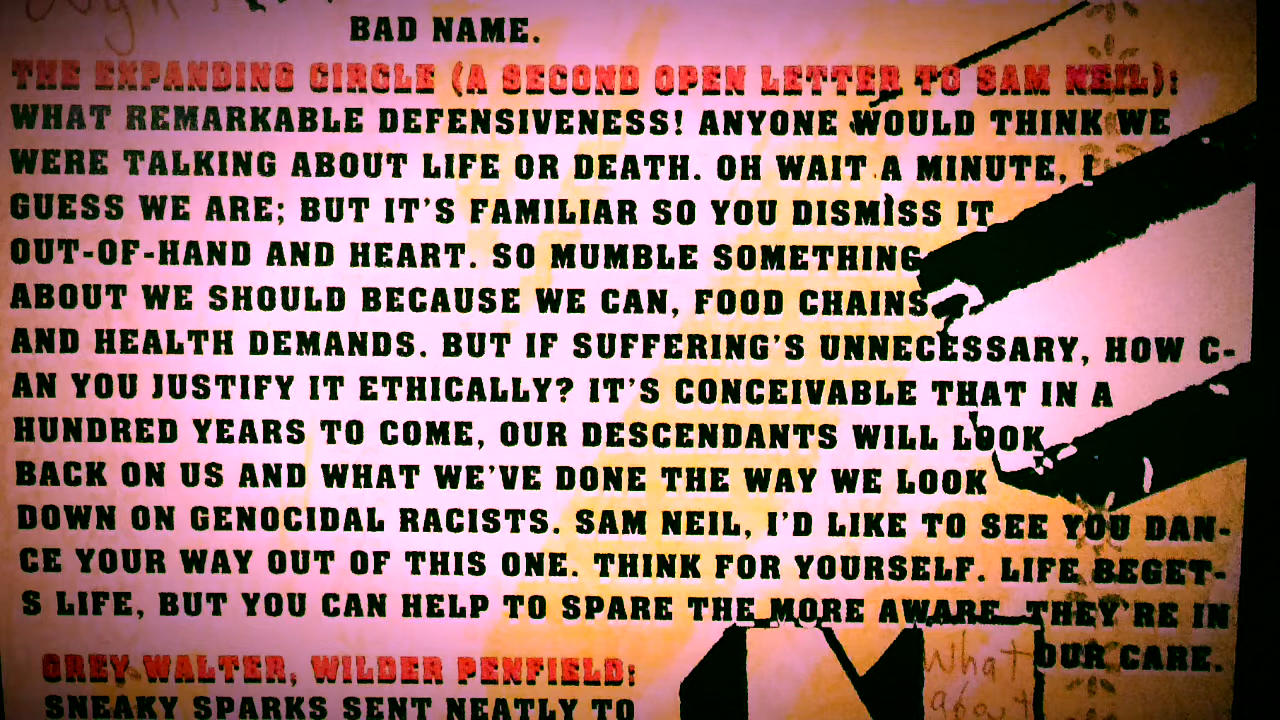 BAD NAME.
THE EXPANDING CIRCLE (A SECOND OPEN LETTER TO SAM NEIL):
WHAT REMARKABLE DEFENSIVENESS! ANYONE WOULD THINK WE
WERE TALKING ABOUT LIFE OR DEATH. OH WAIT A MINUTE, I
GUESS WE ARE; BUT IT'S FAMILIAR SO YOU DISMISS IT
OUT-OF-HAND AND HEART. SO MUMBLE SOMETHING
ABOUT WE SHOULD BECAUSE WE CAN, FOOD CHAINS
AND HEALTH DEMANDS. BUT IF SUFFERING'S UNNECESSARY, HOW C-
AN YOU JUSTIFY IT ETHICALLY? IT'S CONCEIVABLE THAT IN A
HUNDRED YEARS TO COME, OUR DESCENDANTS WILL LOOK
BACK ON US AND WHAT WE'VE DONE THE WAY WE LOOK
DOWN ON GENOCIDAL RACISTS. SAM NEIL, I'D LIKE TO SEE YOU DAN-
CE YOUR WAY OUT OF THIS ONE. THINK FOR YOURSELF. LIFE BEGET-
S LIFE, BUT YOU CAN HELP TO SPARE THE MORE AWARE. THEY'RE IN
OUR CARE.
GREY WALTER, WILDER PENFIELD:
SNEAKY SPARKS SENT NEATLY TO
What
about